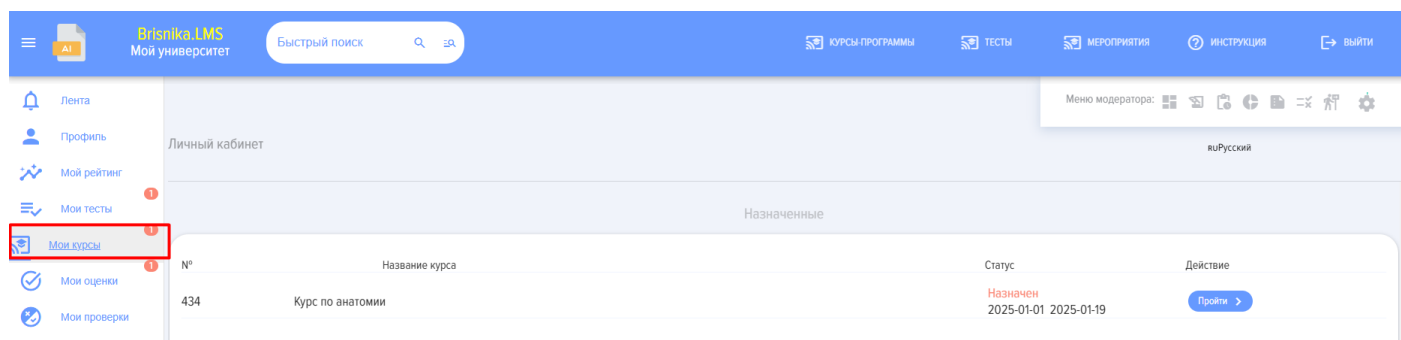 AI
Brisnika.LMS
Мой университет
Быстрый поиск
КУРСЫ-ПРОГРАММЫ
ТЕСТЫ
МЕРОПРИЯТИЯ
? ИНСТРУКЦИЯ
ВЫЙТИ
Меню модератора:
Лента
Профиль
Мой рейтинг
1
Мои тесты
1
Мои курсы
1
Мои оценки
Мои проверки
Личный кабинет
RUРусский
Назначенные
N° Название курса Статус Действие
434 Курс по анатомии Назначен Пройти
2025-01-01 2025-01-19